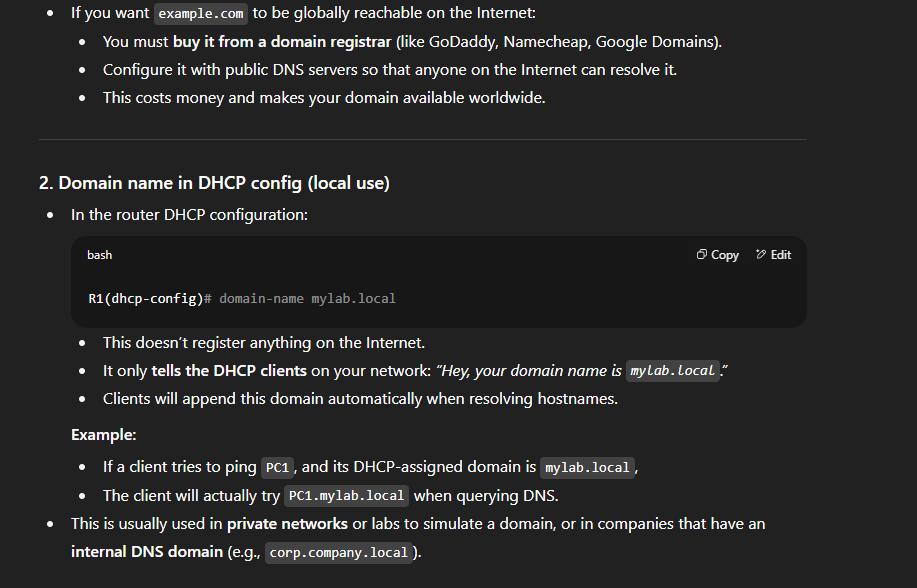 • If you want example.com to be globally reachable on the Internet:
• You must buy it from a domain registrar (like GoDaddy, Namecheap, Google Domains).
• Configure it with public DNS servers so that anyone on the Internet can resolve it.
• This costs money and makes your domain available worldwide.
2. Domain name in DHCP config (local use)
• In the router DHCP configuration:
bash Copy Edit
R1(dhcp-config)# domain-name mylab.local
• This doesn’t register anything on the Internet.
• It only tells the DHCP clients on your network: “Hey, your domain name is mylab.local.”
• Clients will append this domain automatically when resolving hostnames.
Example:
• If a client tries to ping PC1, and its DHCP-assigned domain is mylab.local,
• The client will actually try PC1.mylab.local when querying DNS.
• This is usually used in private networks or labs to simulate a domain, or in companies that have an
internal DNS domain (e.g., corp.company.local).